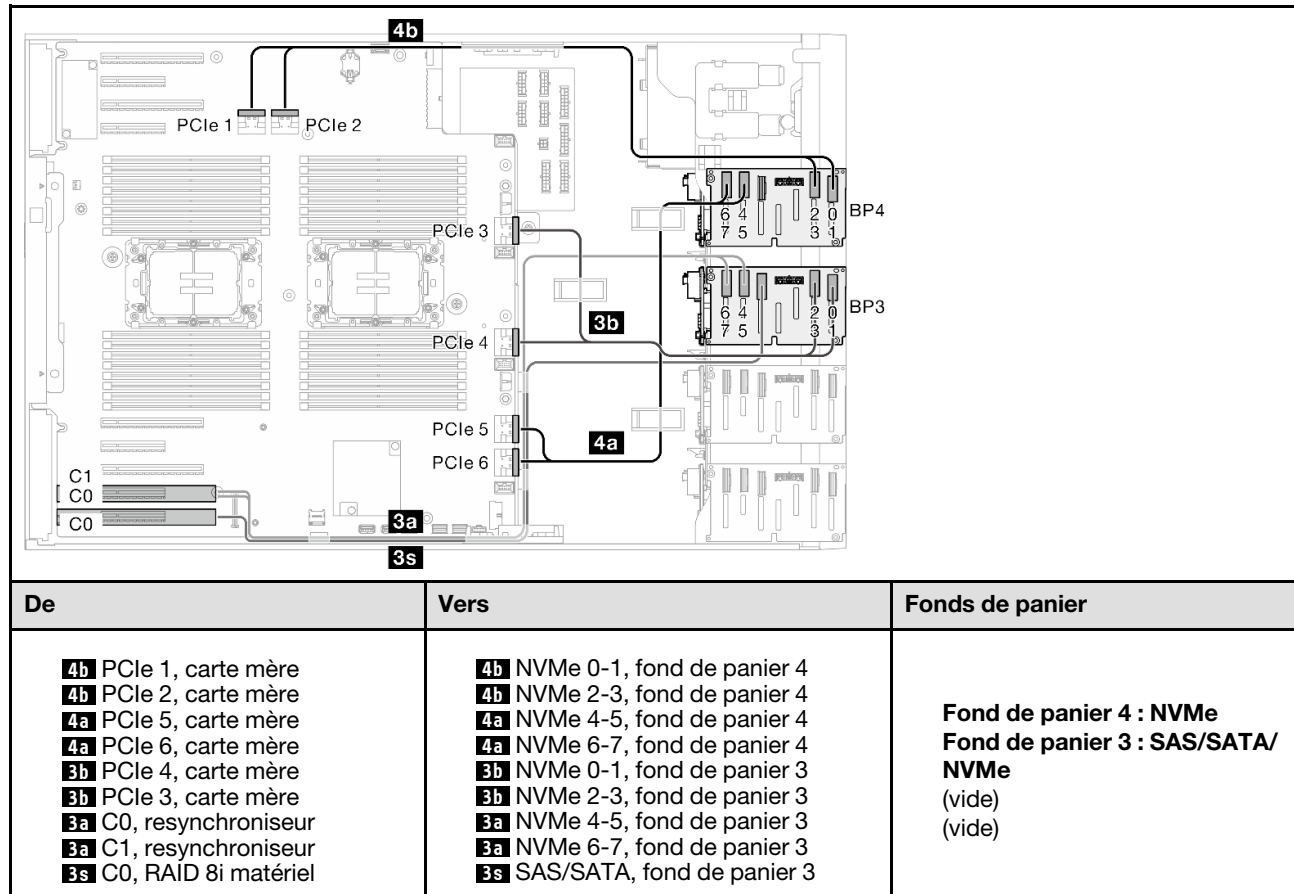 4b
PCIe 1
PCIe 2
6 4 2 0
7 5 3 1
BP4
PCIe 3
6 4 2 0
7 5 3 1
BP3
3b
PCIe 4
PCIe 5
4a
PCIe 6
C1
C0
C0
3a
3s
De
Vers
Fonds de panier
4b PCIe 1, carte mère
4b PCIe 2, carte mère
4a PCIe 5, carte mère
4a PCIe 6, carte mère
3b PCIe 4, carte mère
3b PCIe 3, carte mère
3a C0, resynchroniseur
3a C1, resynchroniseur
3s C0, RAID 8i matériel
4b NVMe 0-1, fond de panier 4
4b NVMe 2-3, fond de panier 4
4a NVMe 4-5, fond de panier 4
4a NVMe 6-7, fond de panier 4
3b NVMe 0-1, fond de panier 3
3b NVMe 2-3, fond de panier 3
3a NVMe 4-5, fond de panier 3
3a NVMe 6-7, fond de panier 3
3s SAS/SATA, fond de panier 3
Fond de panier 4 : NVMe
Fond de panier 3 : SAS/SATA/
NVMe
(vide)
(vide)